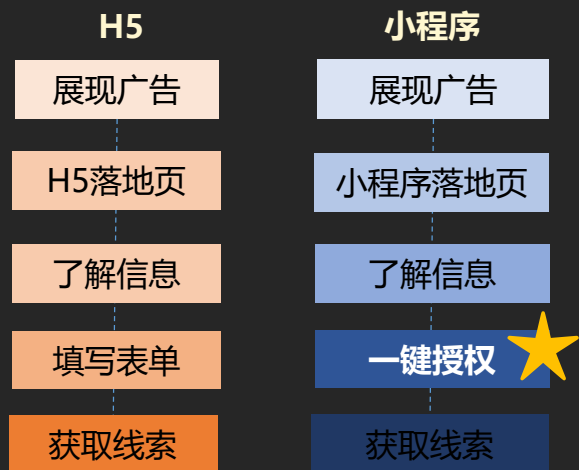 H5
小程序
展现广告
展现广告
H5落地页
小程序落地页
了解信息
了解信息
填写表单
一键授权
获取线索
获取线索